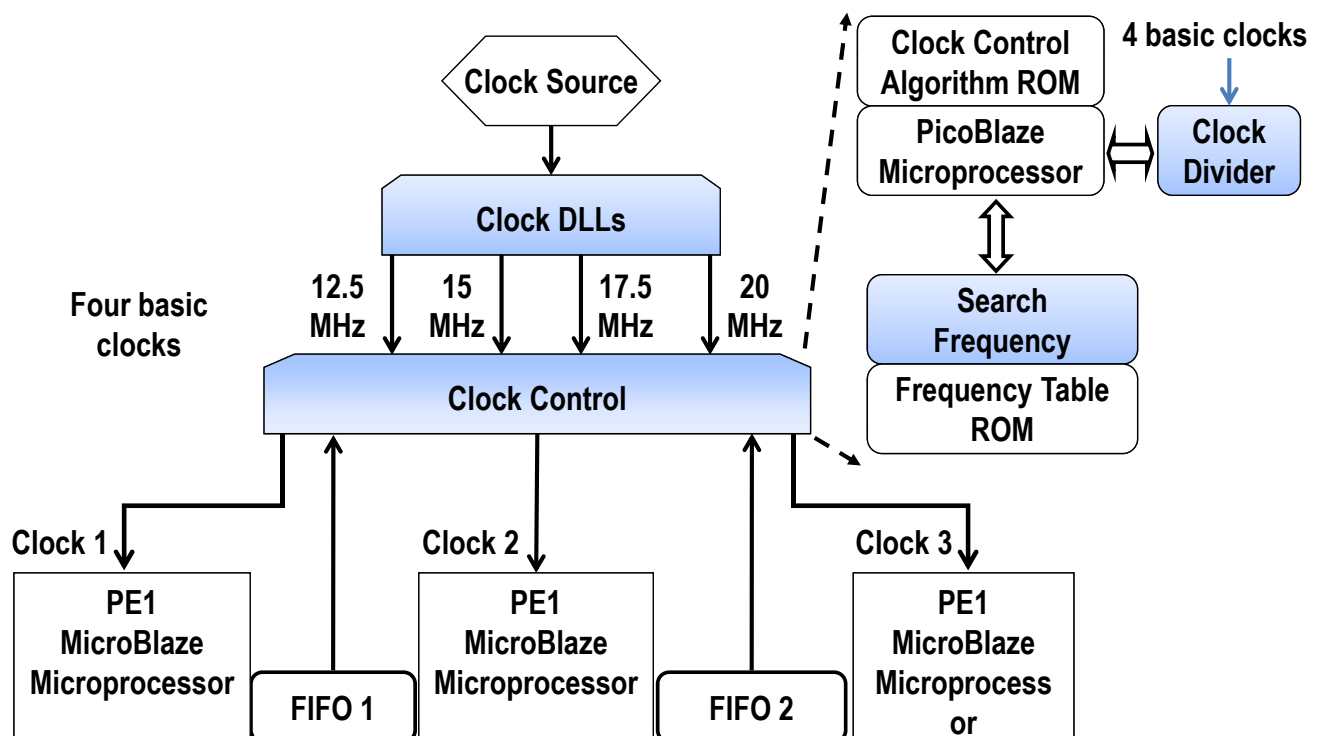 Clock Source
Clock DLLs
Four basic
clocks
12.5
MHz
15
MHz
17.5
MHz
20
MHz
Clock Control
Clock Control
Algorithm ROM
PicoBlaze
Microprocessor
4 basic clocks
Clock
Divider
Search
Frequency
Frequency Table
ROM
Clock 1
Clock 2
Clock 3
PE1
MicroBlaze
Microprocessor
FIFO 1
PE1
MicroBlaze
Microprocessor
FIFO 2
PE1
MicroBlaze
Microprocess
or